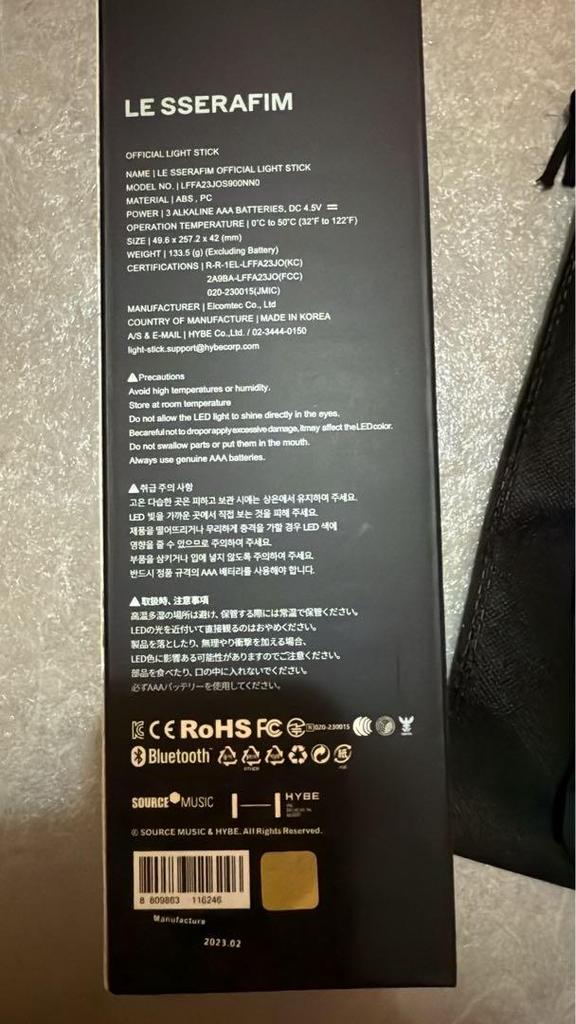 LE SSERAFIM
OFFICIAL LIGHT STICK
NAME | LE SSERAFIM OFFICIAL LIGHT STICK
MODEL NO. | LFFA23JOS900NN0
MATERIAL | ABS , PC
POWER | 3 ALKALINE AAA BATTERIES, DC 4.5V
OPERATION TEMPERATURE | 0°C to 50°C (32°F to 122°F)
SIZE | 49.6 x 257.2 x 42 (mm)
WEIGHT | 133.5 (g) (Excluding Battery)
CERTIFICATIONS | R-R-1EL-LFFA23JO(KC)
2A9BA-LFFA23JO(FCC)
020-230015(JMIC)
MANUFACTURER | Elcomtec Co., Ltd
COUNTRY OF MANUFACTURE | MADE IN KOREA
A/S & E-MAIL | HYBE Co.,Ltd. / 02-3444-0150
light-stick.support@hybecorp.com
▲Precautions
Avoid high temperatures or humidity.
Store at room temperature
Do not allow the LED light to shine directly in the eyes.
Be careful not to drop or apply excessive damage, it may affect the LED color.
Do not swallow parts or put them in the mouth.
Always use genuine AAA batteries.
▲취급 주의 사항
고온 다습한 곳은 피하고 보관 시에는 상온에서 유지하여 주세요.
LED 빛을 가까운 곳에서 직접 보는 것을 피해 주세요.
제품을 떨어뜨리거나 무리하게 충격을 가할 경우 LED 색에
영향을 줄 수 있으므로 주의하여 주세요.
부품을 삼키거나 입에 넣지 않도록 주의하여 주세요.
반드시 정품 규격의 AAA 배터리를 사용해야 합니다.
▲取扱時、注意事項
高温多湿の場所は避け、保管する際には常温で保管ください。
LEDの光を近付いて直接観るのはおやめください。
製品を落としたり、無理やり衝撃を加える場合、
LED色に影響ある可能性がありますのでご注意ください。
部品を食べたり、口の中に入れないでください。
必ずAAAバッテリーを使用してください。
CE RoHS FC 020-230015
Bluetooth
SOURCE MUSIC HYBE
© SOURCE MUSIC & HYBE. All Rights Reserved.
8 809863 116246
Manufacture
2023.02